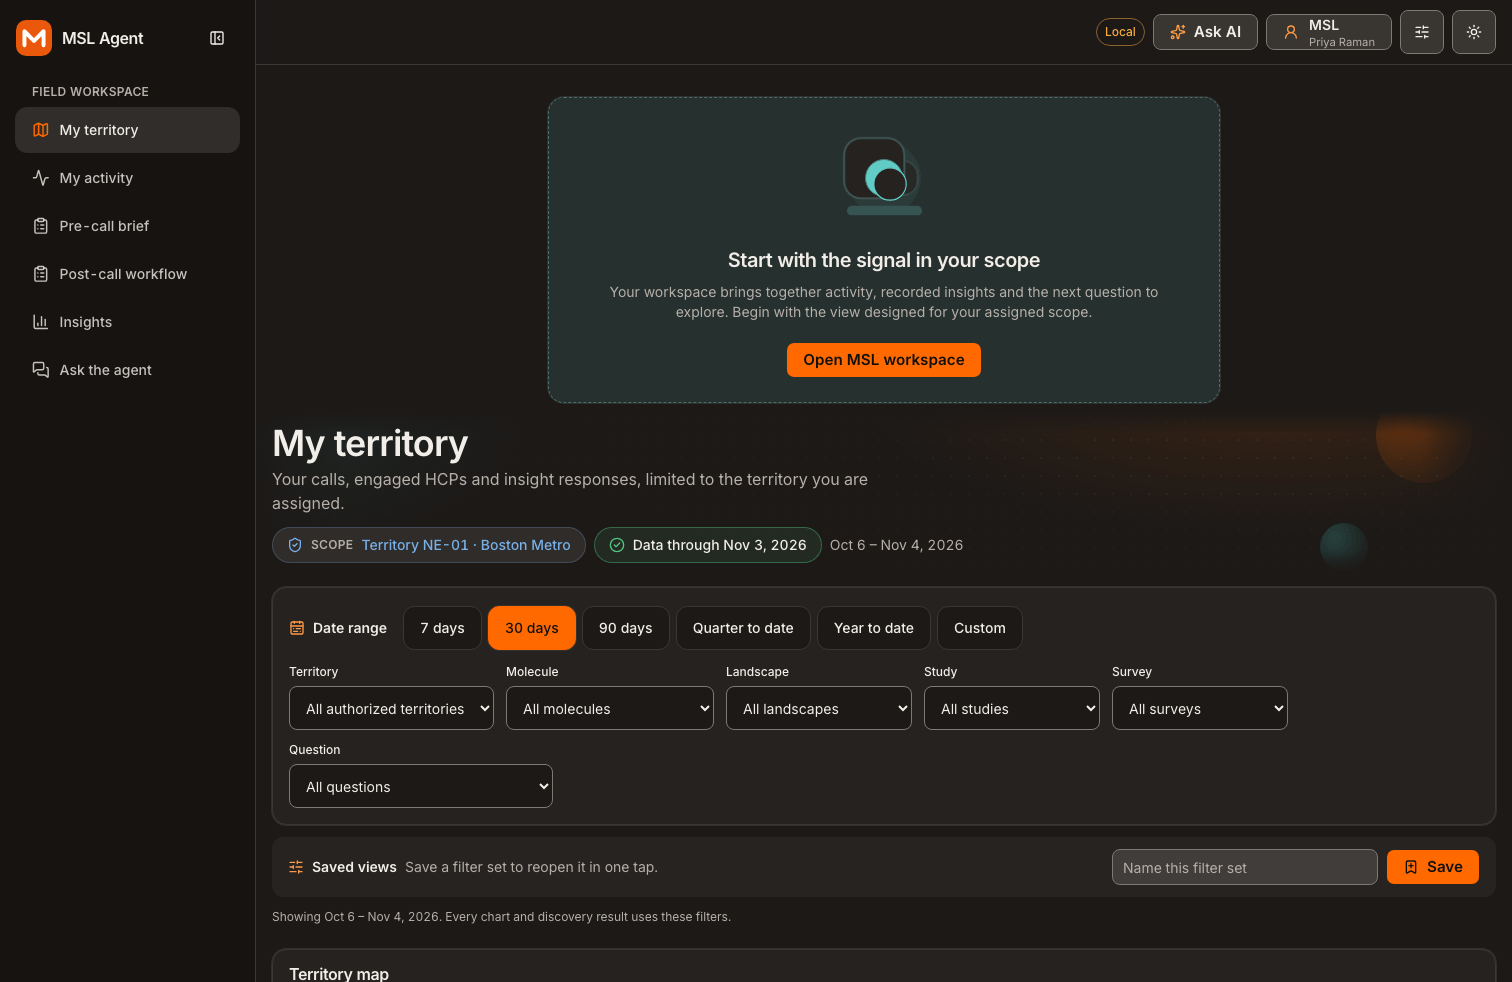 MSL Agent
Local
Ask AI
MSL
Priya Raman
FIELD WORKSPACE
My territory
My activity
Pre-call brief
Post-call workflow
Insights
Ask the agent
Start with the signal in your scope
Your workspace brings together activity, recorded insights and the next question to
explore. Begin with the view designed for your assigned scope.
Open MSL workspace
My territory
Your calls, engaged HCPs and insight responses, limited to the territory you are
assigned.
SCOPE Territory NE-01 · Boston Metro
Data through Nov 3, 2026
Oct 6 – Nov 4, 2026
Date range
7 days
30 days
90 days
Quarter to date
Year to date
Custom
Territory
All authorized territories
Molecule
All molecules
Landscape
All landscapes
Study
All studies
Survey
All surveys
Question
All questions
Saved views Save a filter set to reopen it in one tap.
Name this filter set
Save
Showing Oct 6 – Nov 4, 2026. Every chart and discovery result uses these filters.
Territory map